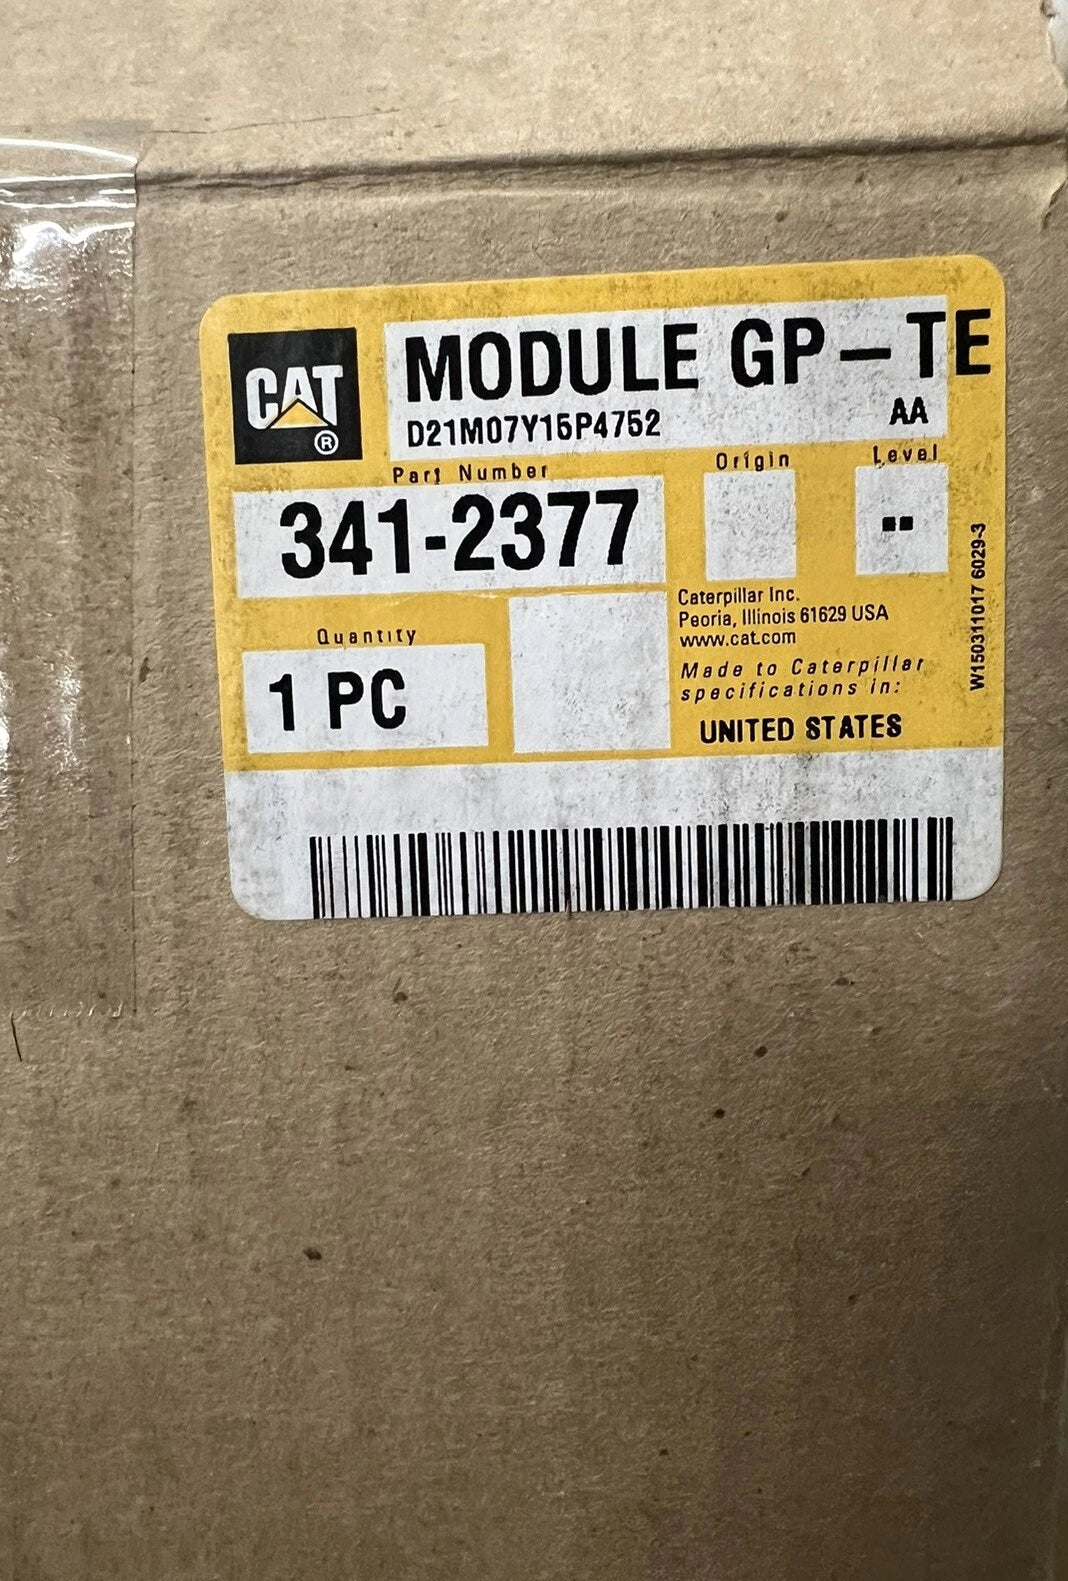 CAT
®
MODULE GP-TE
D21M07Y15P4752 AA
Part Number Origin Level
341-2377 --
Quantity
1 PC
Caterpillar Inc.
Peoria, Illinois 61629 USA
www.cat.com
Made to Caterpillar
specifications in:
UNITED STATES
W150311017 6029-3